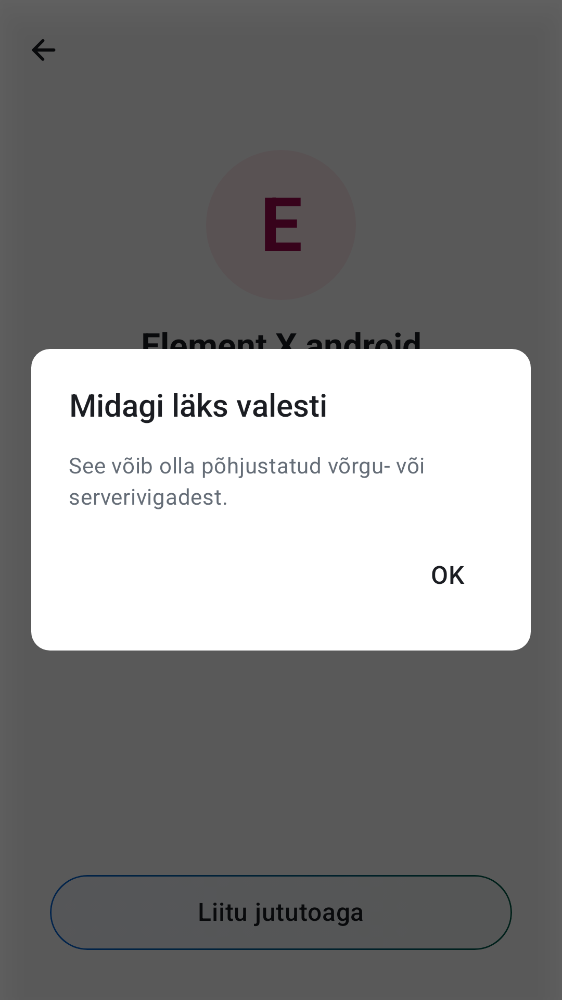 E
Element X android
Midagi läks valesti
See võib olla põhjustatud võrgu- või
serverivigadest.
OK
Liitu jututoaga